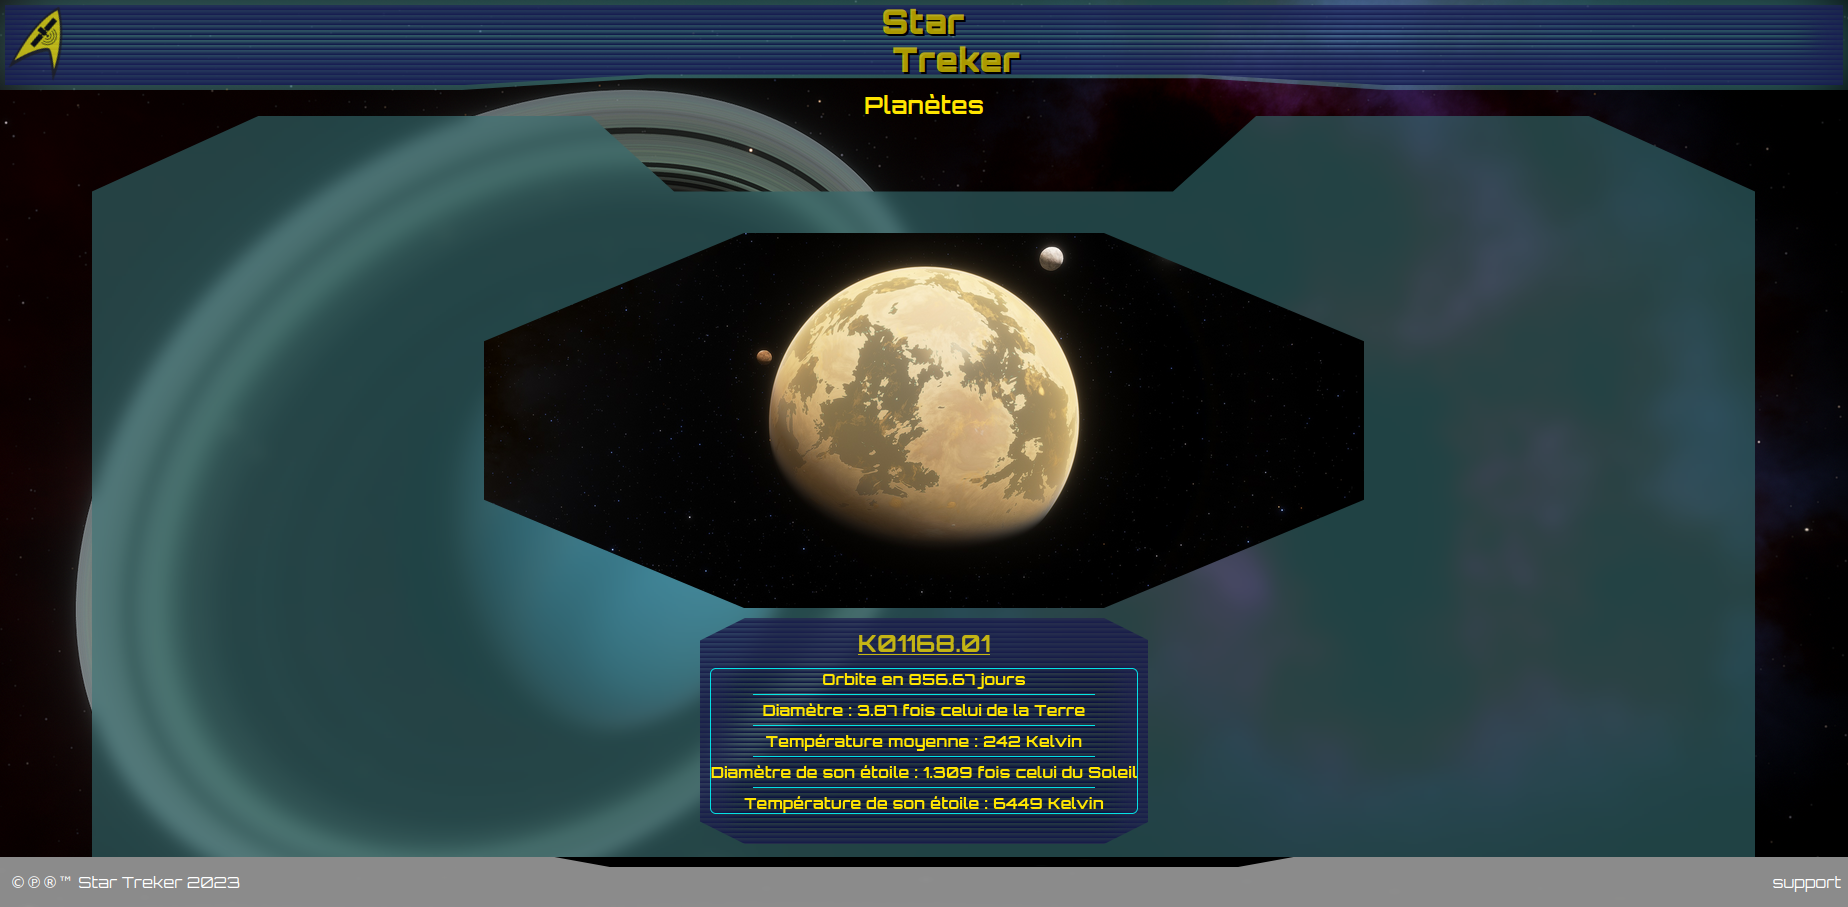 Star
Treker
Planètes
K01168.01
Orbite en 856.67 jours
Diamètre : 3.87 fois celui de la Terre
Température moyenne : 242 Kelvin
Diamètre de son étoile : 1.309 fois celui du Soleil
Température de son étoile : 6449 Kelvin
©℗®™ Star Treker 2023
support